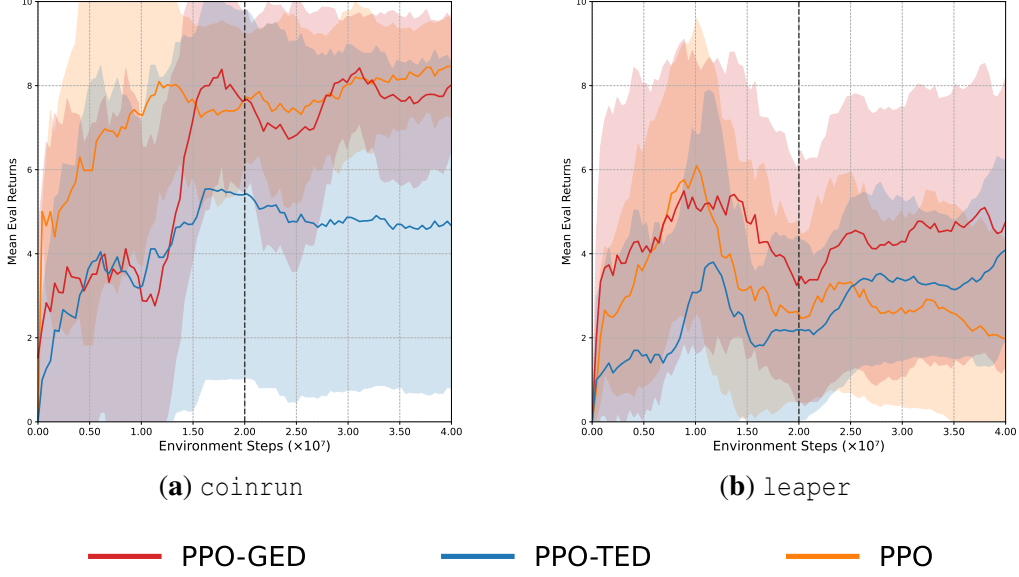 10
8
6
4
2
0
Mean Eval Returns
0.00 0.50 1.00 1.50 2.00 2.50 3.00 3.50 4.00
Environment Steps (×10⁷)
(a) coinrun
10
8
6
4
2
0
Mean Eval Returns
0.00 0.50 1.00 1.50 2.00 2.50 3.00 3.50 4.00
Environment Steps (×10⁷)
(b) leaper
PPO-GED PPO-TED PPO